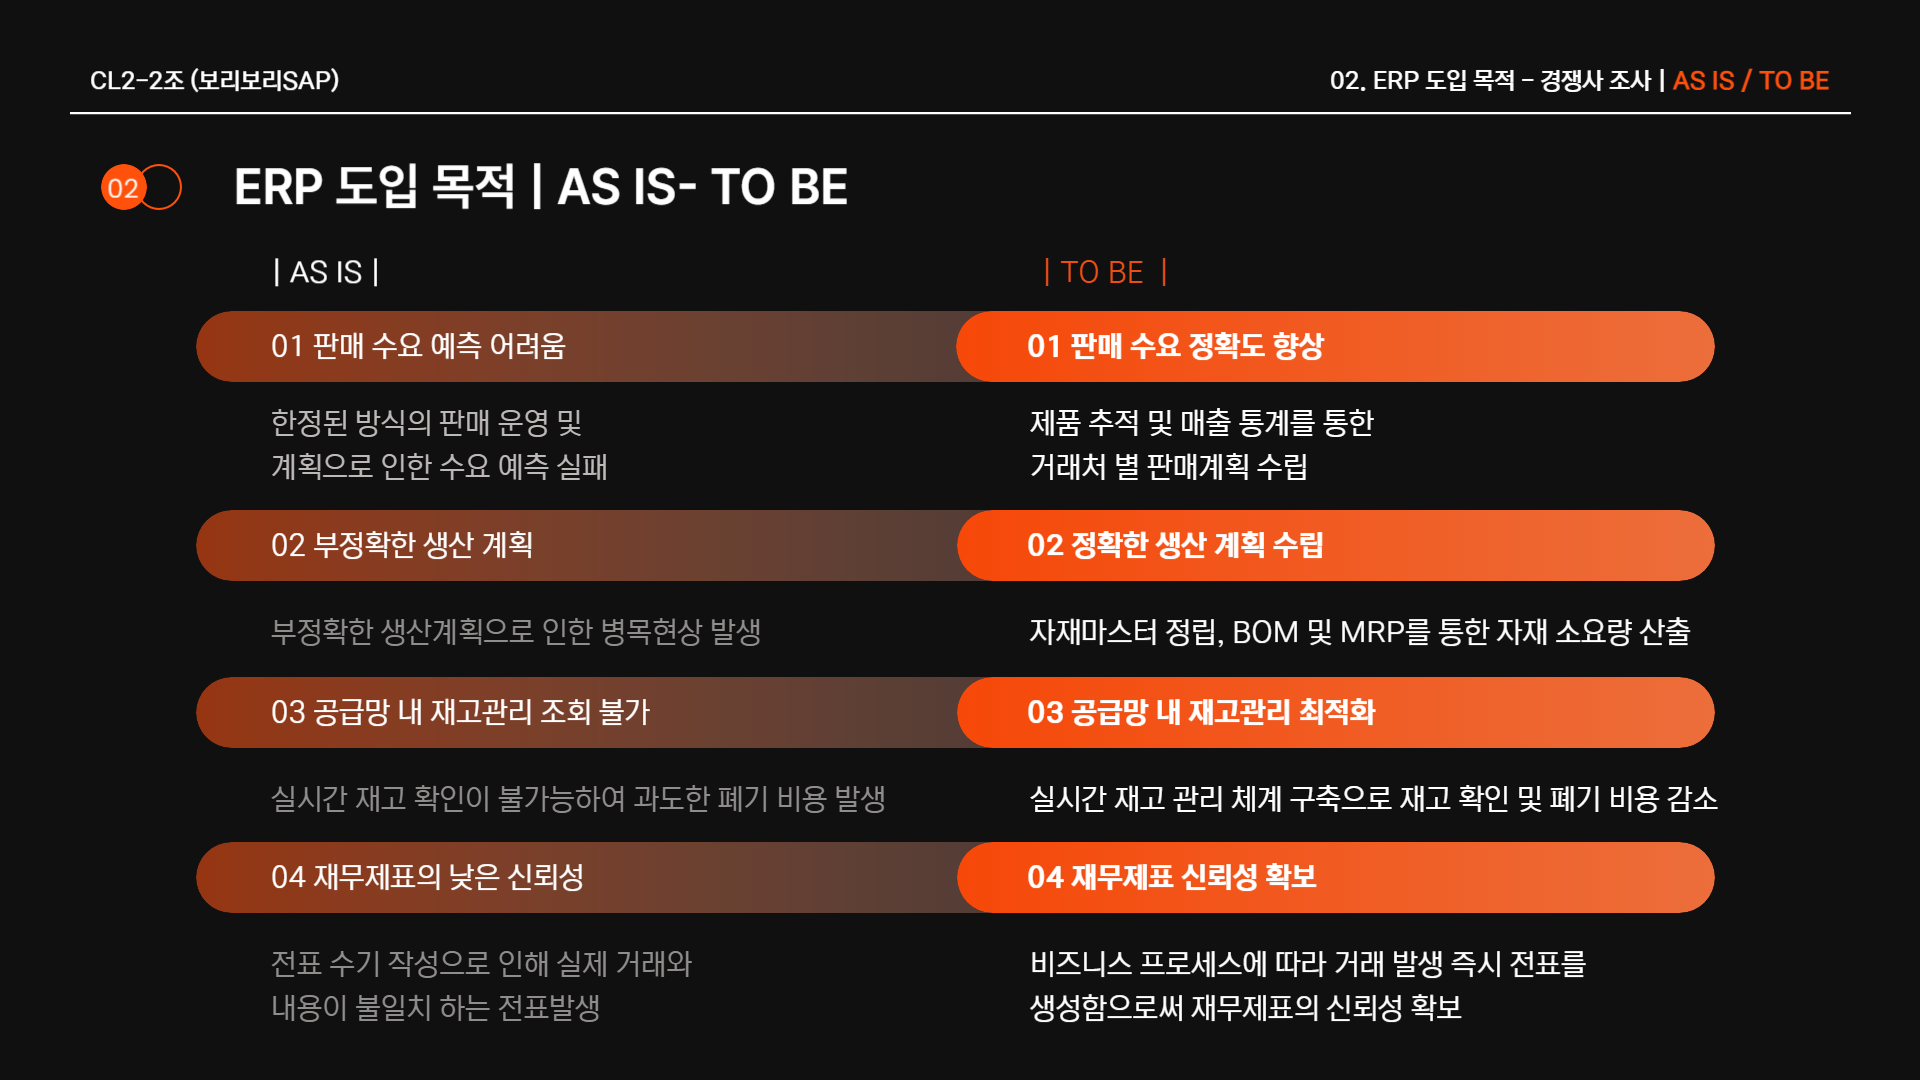 CL2-2조 (보리보리SAP)
02. ERP 도입 목적 - 경쟁사 조사 | AS IS / TO BE
02
ERP 도입 목적 | AS IS- TO BE
| AS IS |
| TO BE |
01 판매 수요 예측 어려움
01 판매 수요 정확도 향상
한정된 방식의 판매 운영 및
계획으로 인한 수요 예측 실패
제품 추적 및 매출 통계를 통한
거래처 별 판매계획 수립
02 부정확한 생산 계획
02 정확한 생산 계획 수립
부정확한 생산계획으로 인한 병목현상 발생
자재마스터 정립, BOM 및 MRP를 통한 자재 소요량 산출
03 공급망 내 재고관리 조회 불가
03 공급망 내 재고관리 최적화
실시간 재고 확인이 불가능하여 과도한 폐기 비용 발생
실시간 재고 관리 체계 구축으로 재고 확인 및 폐기 비용 감소
04 재무제표의 낮은 신뢰성
04 재무제표 신뢰성 확보
전표 수기 작성으로 인해 실제 거래와
내용이 불일치 하는 전표발생
비즈니스 프로세스에 따라 거래 발생 즉시 전표를
생성함으로써 재무제표의 신뢰성 확보